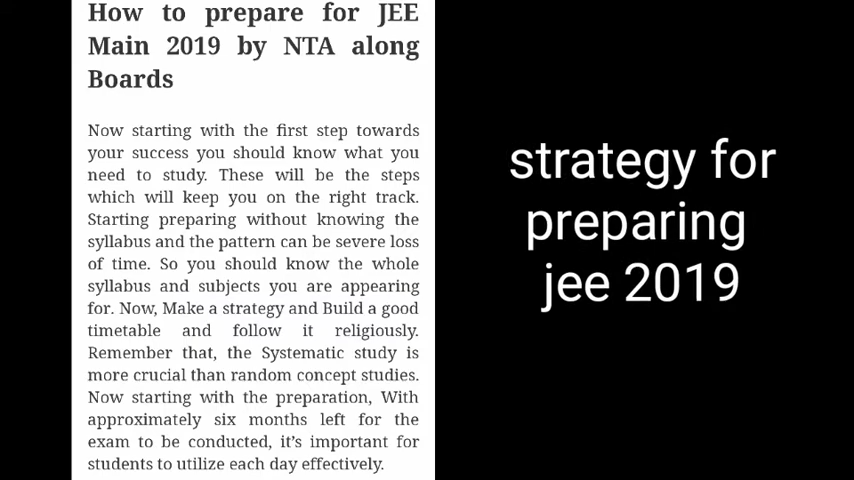 How to prepare for JEE
Main 2019 by NTA along
Boards
Now starting with the first step towards
your success you should know what you
need to study. These will be the steps
which will keep you on the right track.
Starting preparing without knowing the
syllabus and the pattern can be severe loss
of time. So you should know the whole
syllabus and subjects you are appearing
for. Now, Make a strategy and Build a good
timetable and follow it religiously.
Remember that, the Systematic study is
more crucial than random concept studies.
Now starting with the preparation, With
approximately six months left for the
exam to be conducted, it's important for
students to utilize each day effectively.
strategy for
preparing
jee 2019